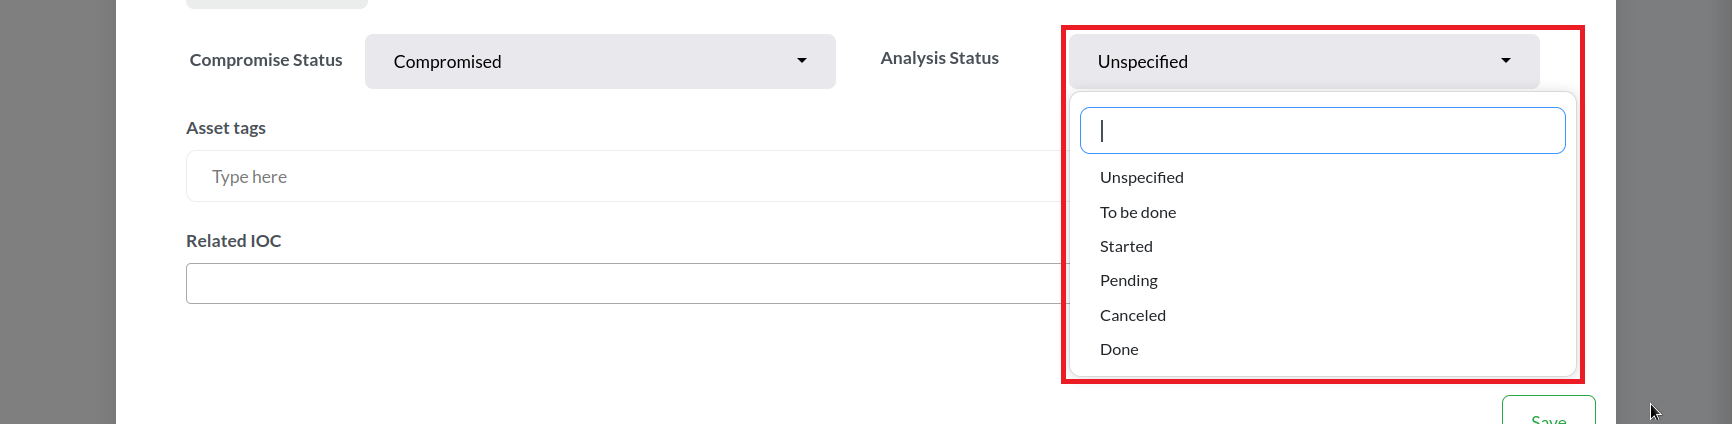 Compromise Status
Compromised
Analysis Status
Unspecified
Asset tags
Type here
Unspecified
To be done
Started
Pending
Canceled
Done
Related IOC
Save